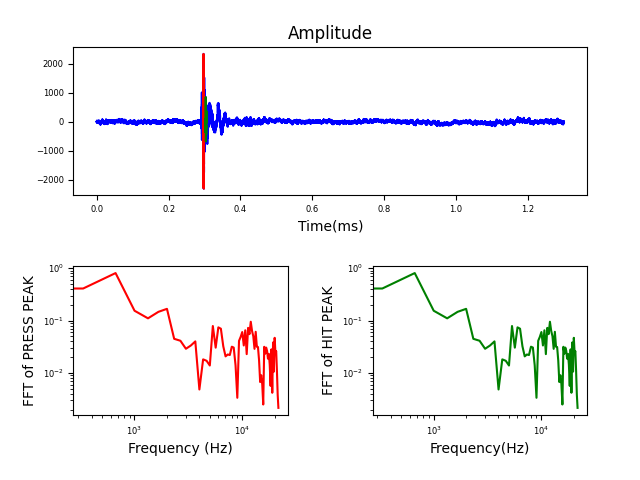 Amplitude
2000
1000
0
−1000
−2000
0.0 0.2 0.4 0.6 0.8 1.0 1.2
Time(ms)
FFT of PRESS PEAK
10⁰
10⁻¹
10⁻²
10³ 10⁴
Frequency (Hz)
FFT of HIT PEAK
10⁰
10⁻¹
10⁻²
10³ 10⁴
Frequency(Hz)